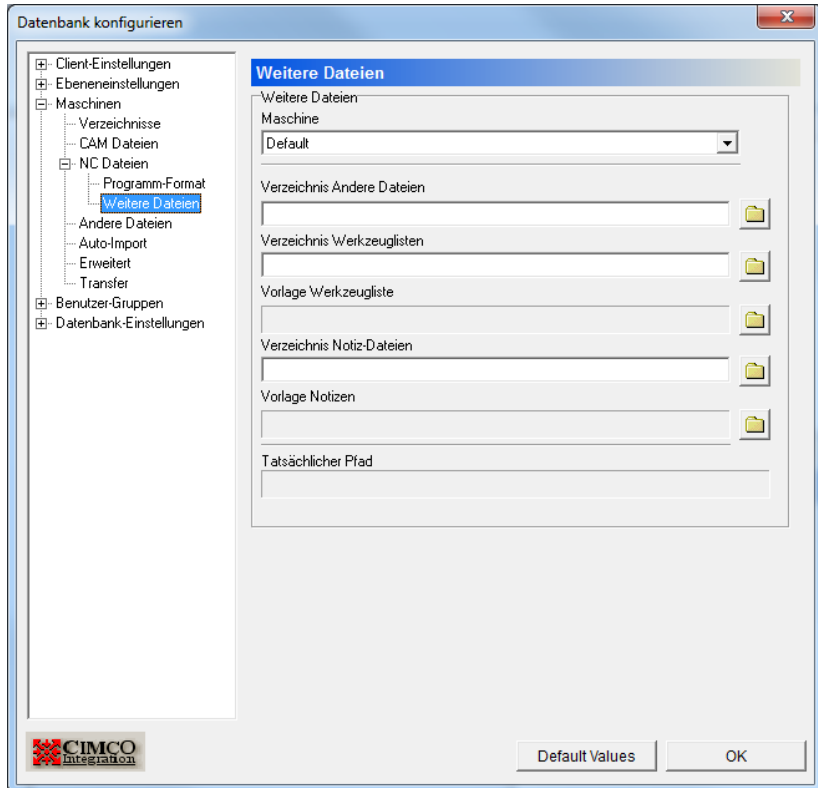 Datenbank konfigurieren
Client-Einstellungen
Ebeneneinstellungen
Maschinen
Verzeichnisse
CAM Dateien
NC Dateien
Programm-Format
Weitere Dateien
Andere Dateien
Auto-Import
Erweitert
Transfer
Benutzer-Gruppen
Datenbank-Einstellungen
Weitere Dateien
Weitere Dateien
Maschine
Default
Verzeichnis Andere Dateien
Verzeichnis Werkzeuglisten
Vorlage Werkzeugliste
Verzeichnis Notiz-Dateien
Vorlage Notizen
Tatsächlicher Pfad
CIMCO
Integration
Default Values
OK